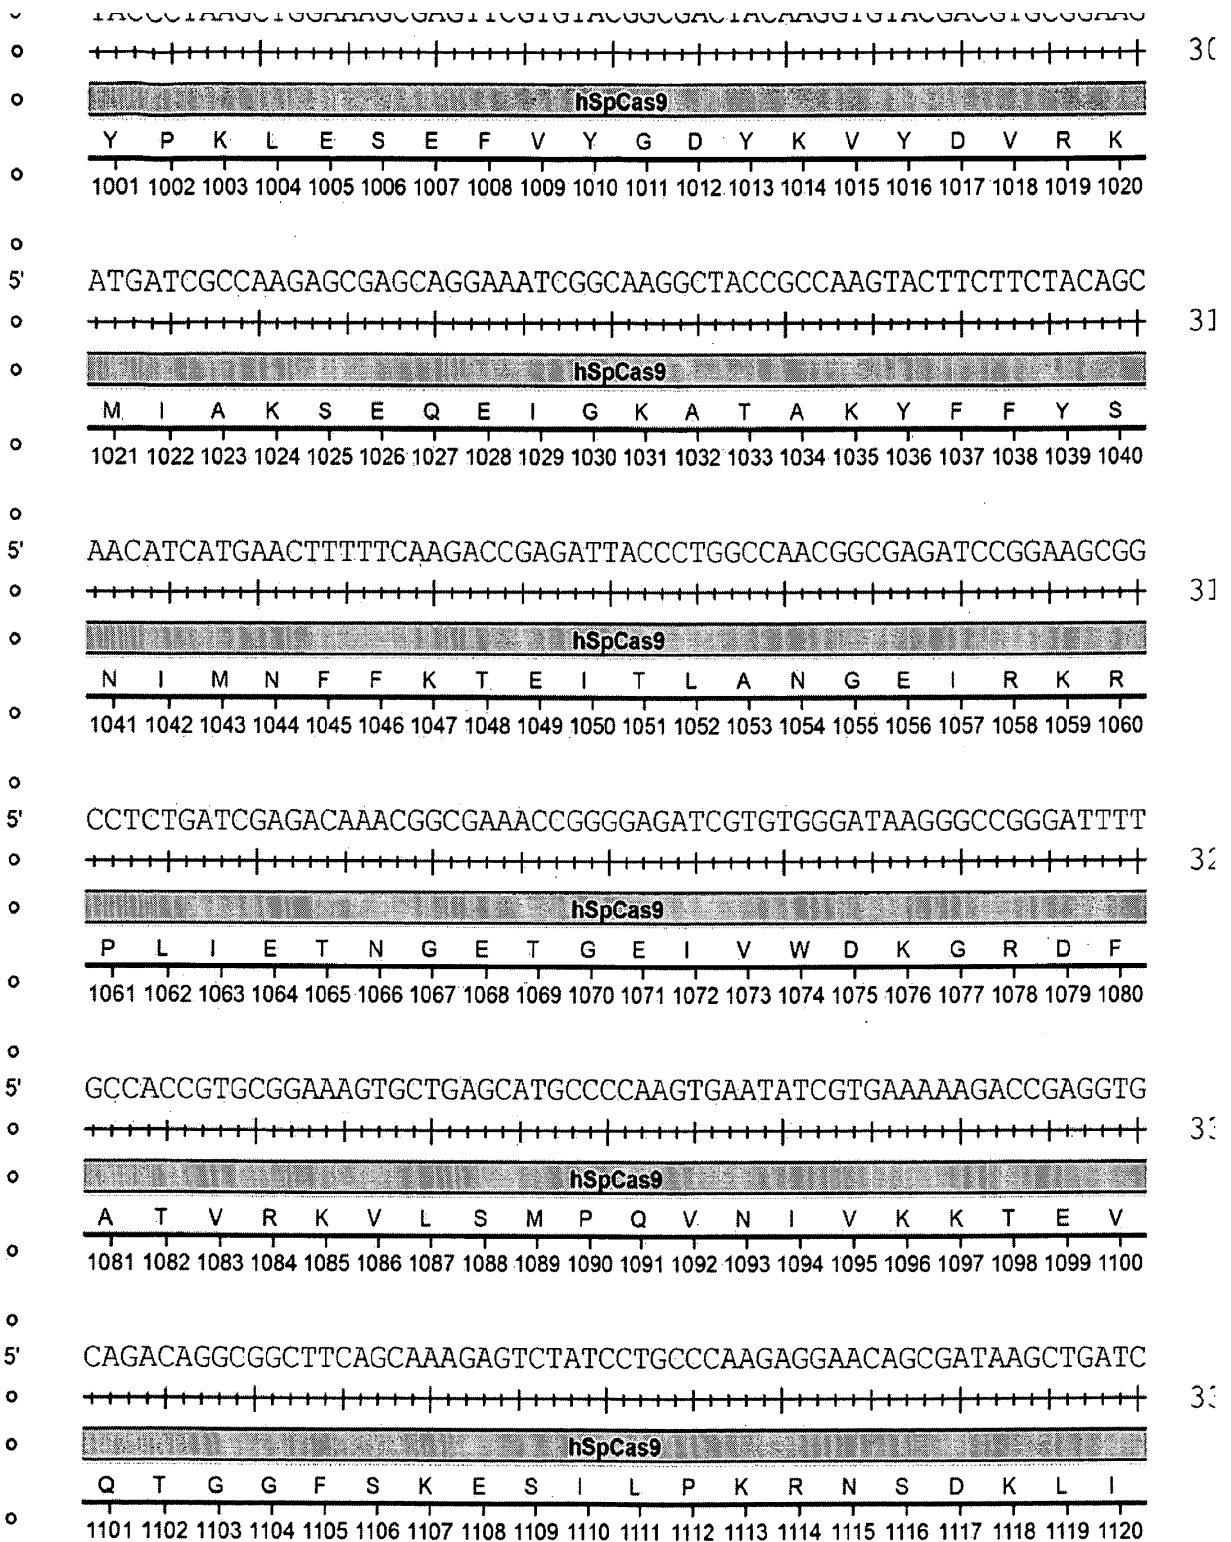 TACCCTAAGCTGGAAAGCGAGTTCGTGTACGGCGACTACAAGGTGTACGACGTGCGGAAG
30
hSpCas9
Y P K L E S E F V Y G D Y K V Y D V R K
1001 1002 1003 1004 1005 1006 1007 1008 1009 1010 1011 1012 1013 1014 1015 1016 1017 1018 1019 1020
5' ATGATCGCCAAGAGCGAGCAGGAAATCGGCAAGGCTACCGCCAAGTACTTCTTCTACAGC
31
hSpCas9
M I A K S E Q E I G K A T A K Y F F Y S
1021 1022 1023 1024 1025 1026 1027 1028 1029 1030 1031 1032 1033 1034 1035 1036 1037 1038 1039 1040
5' AACATCATGAACTTTTTCAAGACCGAGATTACCCTGGCCAACGGCGAGATCCGGAAGCGG
31
hSpCas9
N I M N F F K T E I T L A N G E I R K R
1041 1042 1043 1044 1045 1046 1047 1048 1049 1050 1051 1052 1053 1054 1055 1056 1057 1058 1059 1060
5' CCTCTGATCGAGACAAACGGCGAAACCGGGGAGATCGTGTGGGATAAGGGCCGGGATTTT
32
hSpCas9
P L I E T N G E T G E I V W D K G R D F
1061 1062 1063 1064 1065 1066 1067 1068 1069 1070 1071 1072 1073 1074 1075 1076 1077 1078 1079 1080
5' GCCACCGTGCGGAAAGTGCTGAGCATGCCCCAAGTGAATATCGTGAAAAAGACCGAGGTG
33
hSpCas9
A T V R K V L S M P Q V N I V K K T E V
1081 1082 1083 1084 1085 1086 1087 1088 1089 1090 1091 1092 1093 1094 1095 1096 1097 1098 1099 1100
5' CAGACAGGCGGCTTCAGCAAAGAGTCTATCCTGCCCAAGAGGAACAGCGATAAGCTGATC
33
hSpCas9
Q T G G F S K E S I L P K R N S D K L I
1101 1102 1103 1104 1105 1106 1107 1108 1109 1110 1111 1112 1113 1114 1115 1116 1117 1118 1119 1120